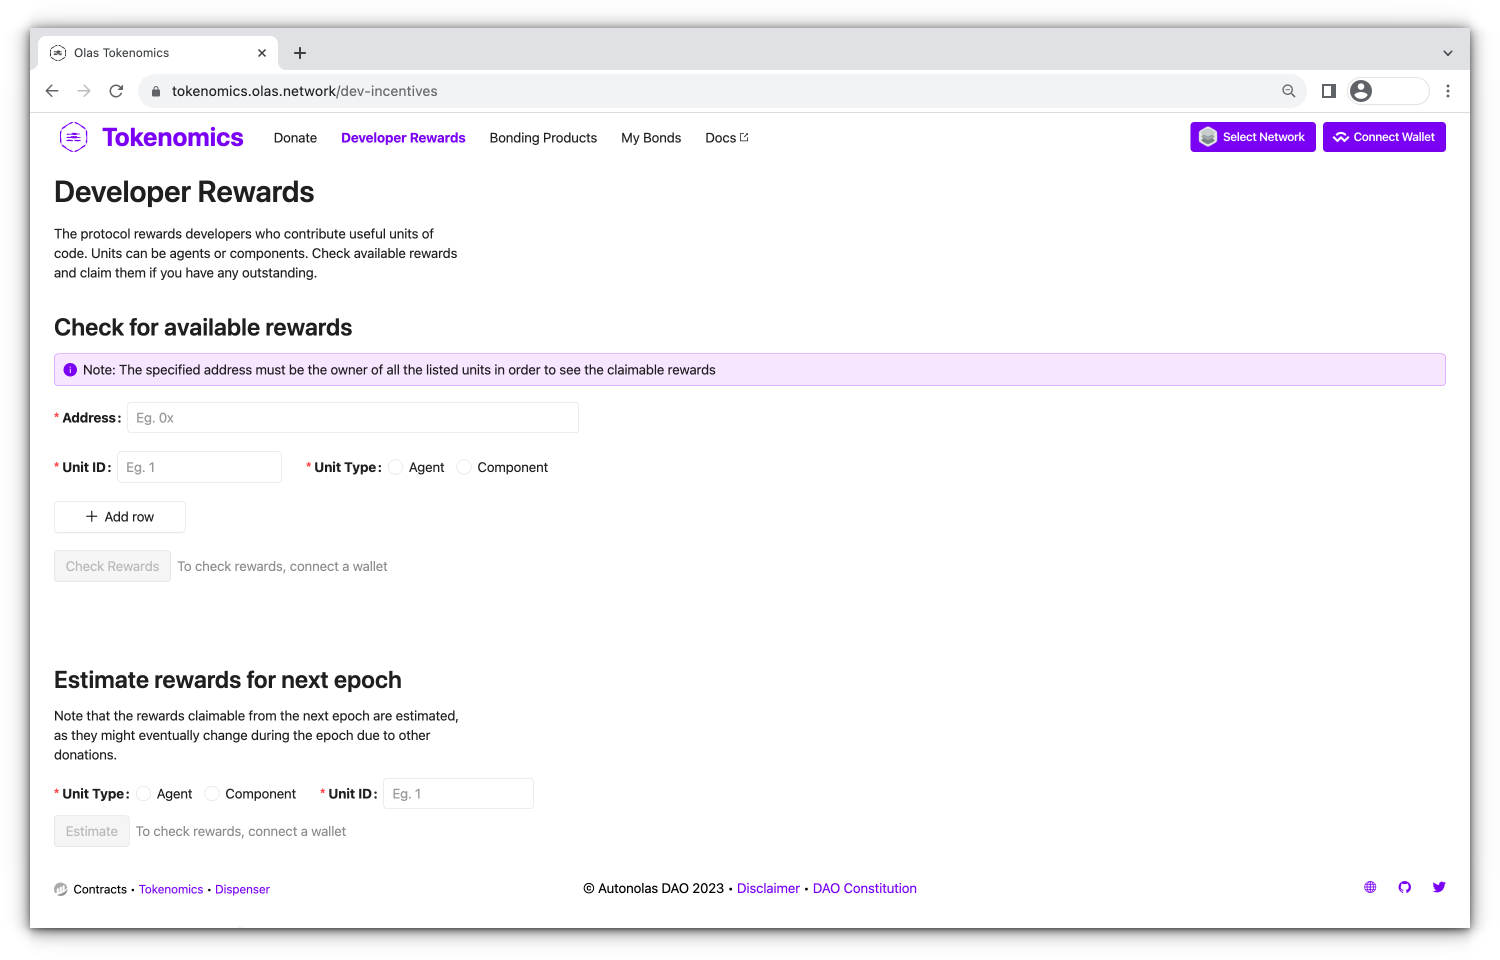 Olas Tokenomics
tokenomics.olas.network/dev-incentives
Tokenomics Donate Developer Rewards Bonding Products My Bonds Docs Select Network Connect Wallet
Developer Rewards
The protocol rewards developers who contribute useful units of
code. Units can be agents or components. Check available rewards
and claim them if you have any outstanding.
Check for available rewards
Note: The specified address must be the owner of all the listed units in order to see the claimable rewards
* Address: Eg. 0x
* Unit ID: Eg. 1 * Unit Type: Agent Component
+ Add row
Check Rewards To check rewards, connect a wallet
Estimate rewards for next epoch
Note that the rewards claimable from the next epoch are estimated,
as they might eventually change during the epoch due to other
donations.
* Unit Type: Agent Component * Unit ID: Eg. 1
Estimate To check rewards, connect a wallet
Contracts • Tokenomics • Dispenser © Autonolas DAO 2023 • Disclaimer • DAO Constitution